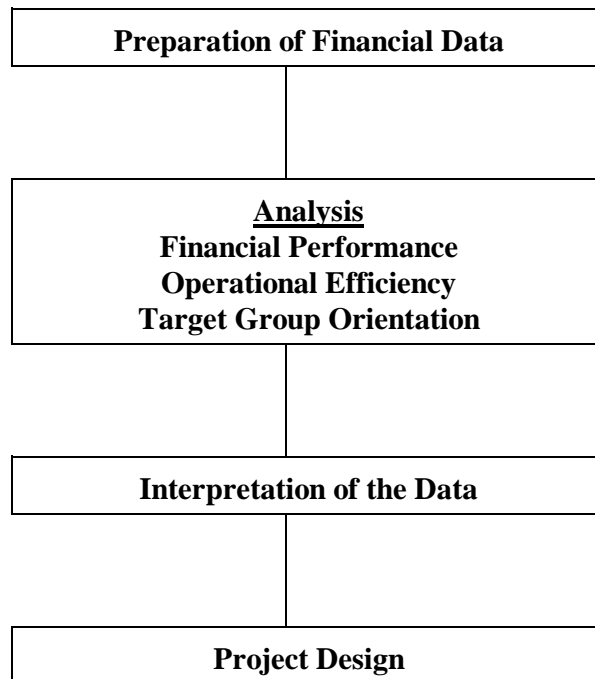 Preparation of Financial Data
Analysis
Financial Performance
Operational Efficiency
Target Group Orientation
Interpretation of the Data
Project Design